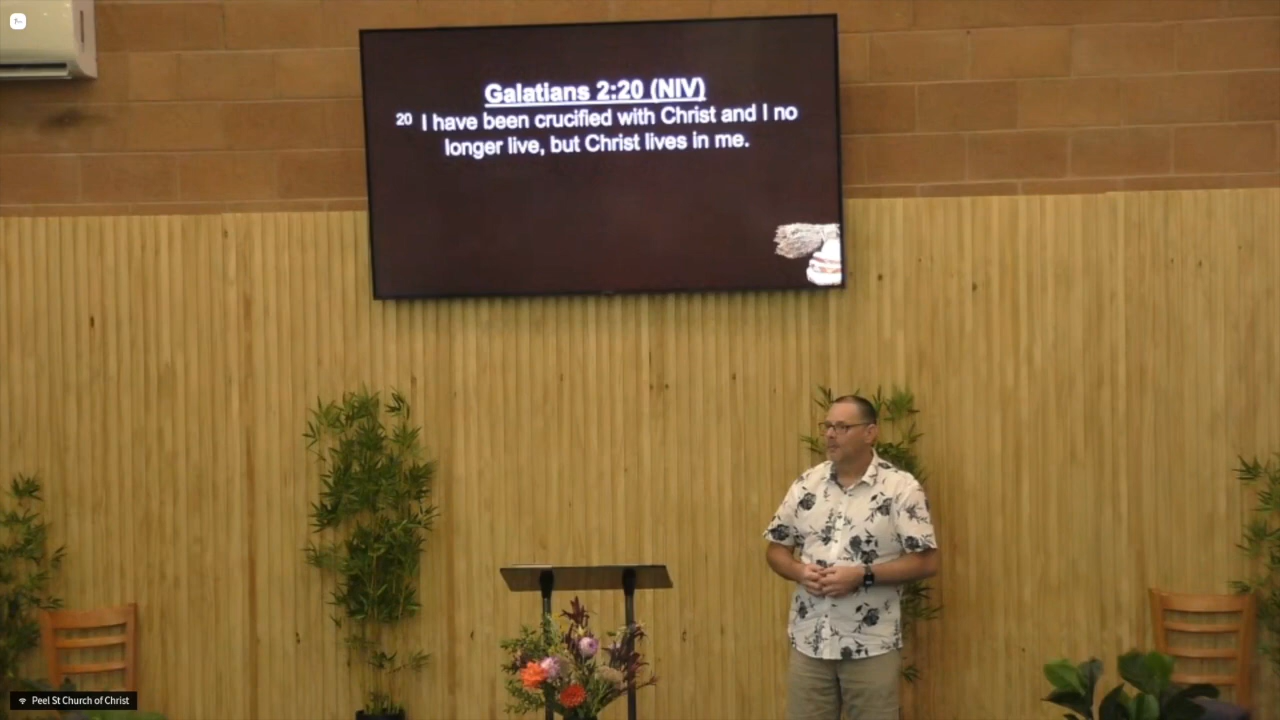 Galatians 2:20 (NIV)
20 I have been crucified with Christ and I no
longer live, but Christ lives in me.
Peel St Church of Christ